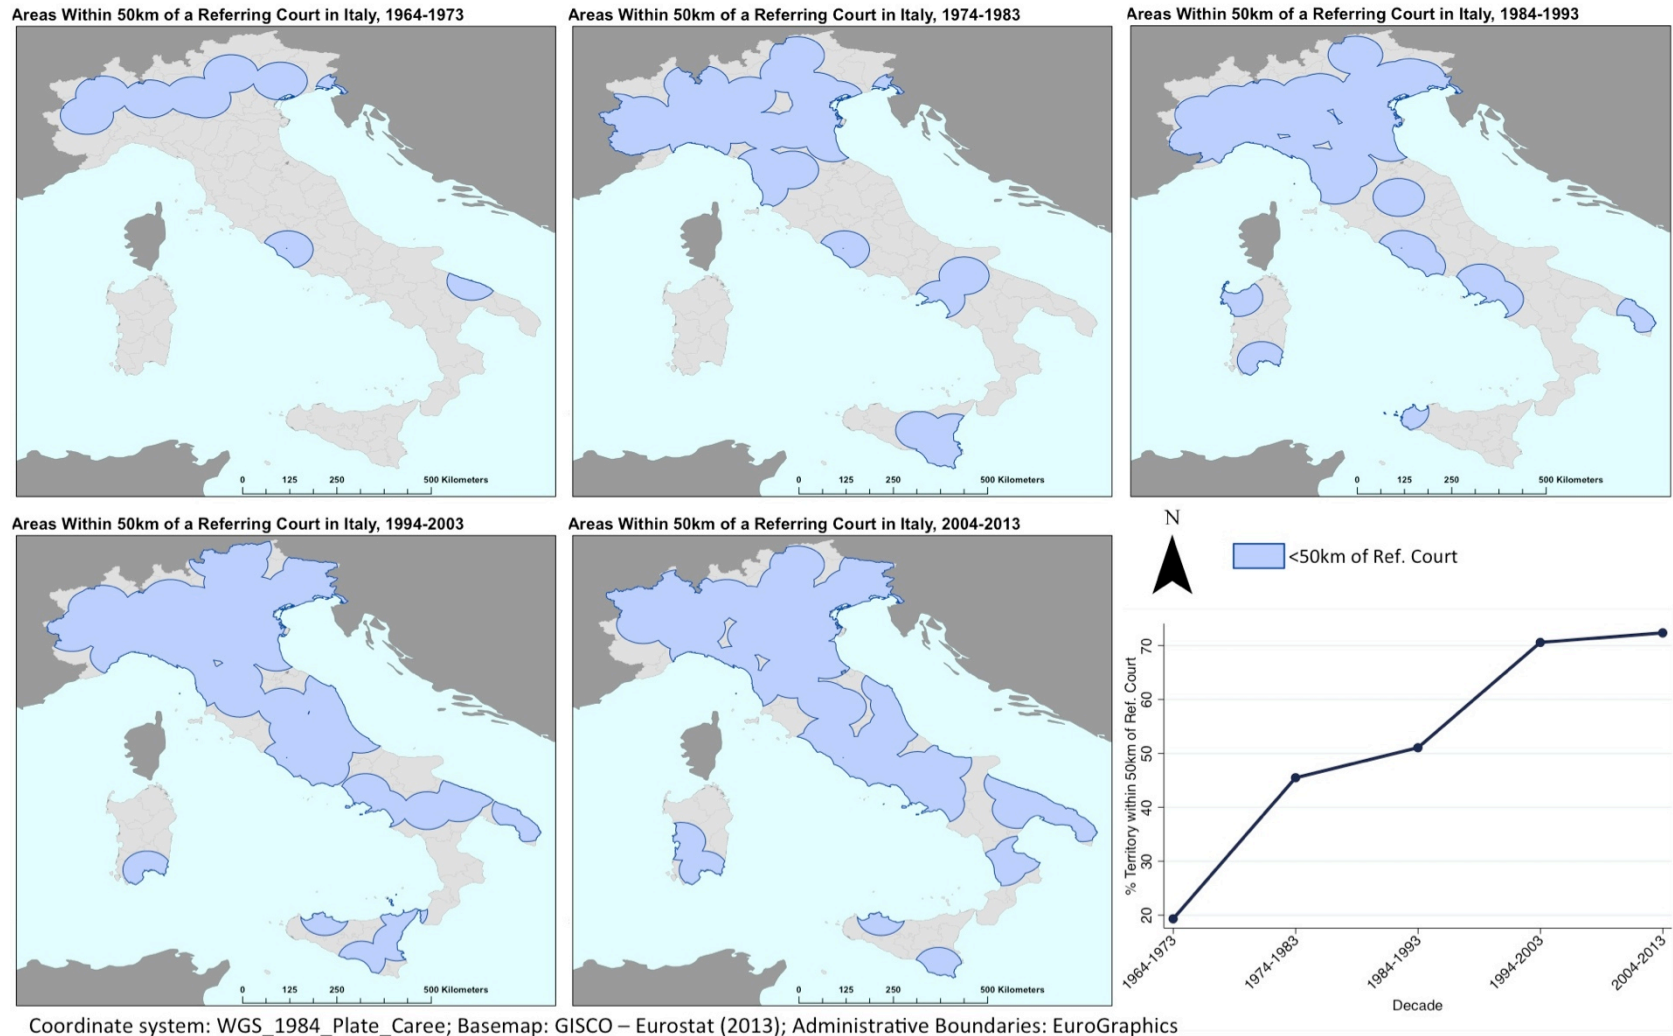 Areas Within 50km of a Referring Court in Italy, 1964-1973
0 125 250 500 Kilometers
Areas Within 50km of a Referring Court in Italy, 1974-1983
0 125 250 500 Kilometers
Areas Within 50km of a Referring Court in Italy, 1984-1993
0 125 250 500 Kilometers
Areas Within 50km of a Referring Court in Italy, 1994-2003
0 125 250 500 Kilometers
Areas Within 50km of a Referring Court in Italy, 2004-2013
0 125 250 500 Kilometers
N
<50km of Ref. Court
% Territory within 50km of Ref. Court
70
60
50
40
30
20
1964-1973
1974-1983
1984-1993
1994-2003
2004-2013
Decade
Coordinate system: WGS_1984_Plate_Caree; Basemap: GISCO – Eurostat (2013); Administrative Boundaries: EuroGraphics